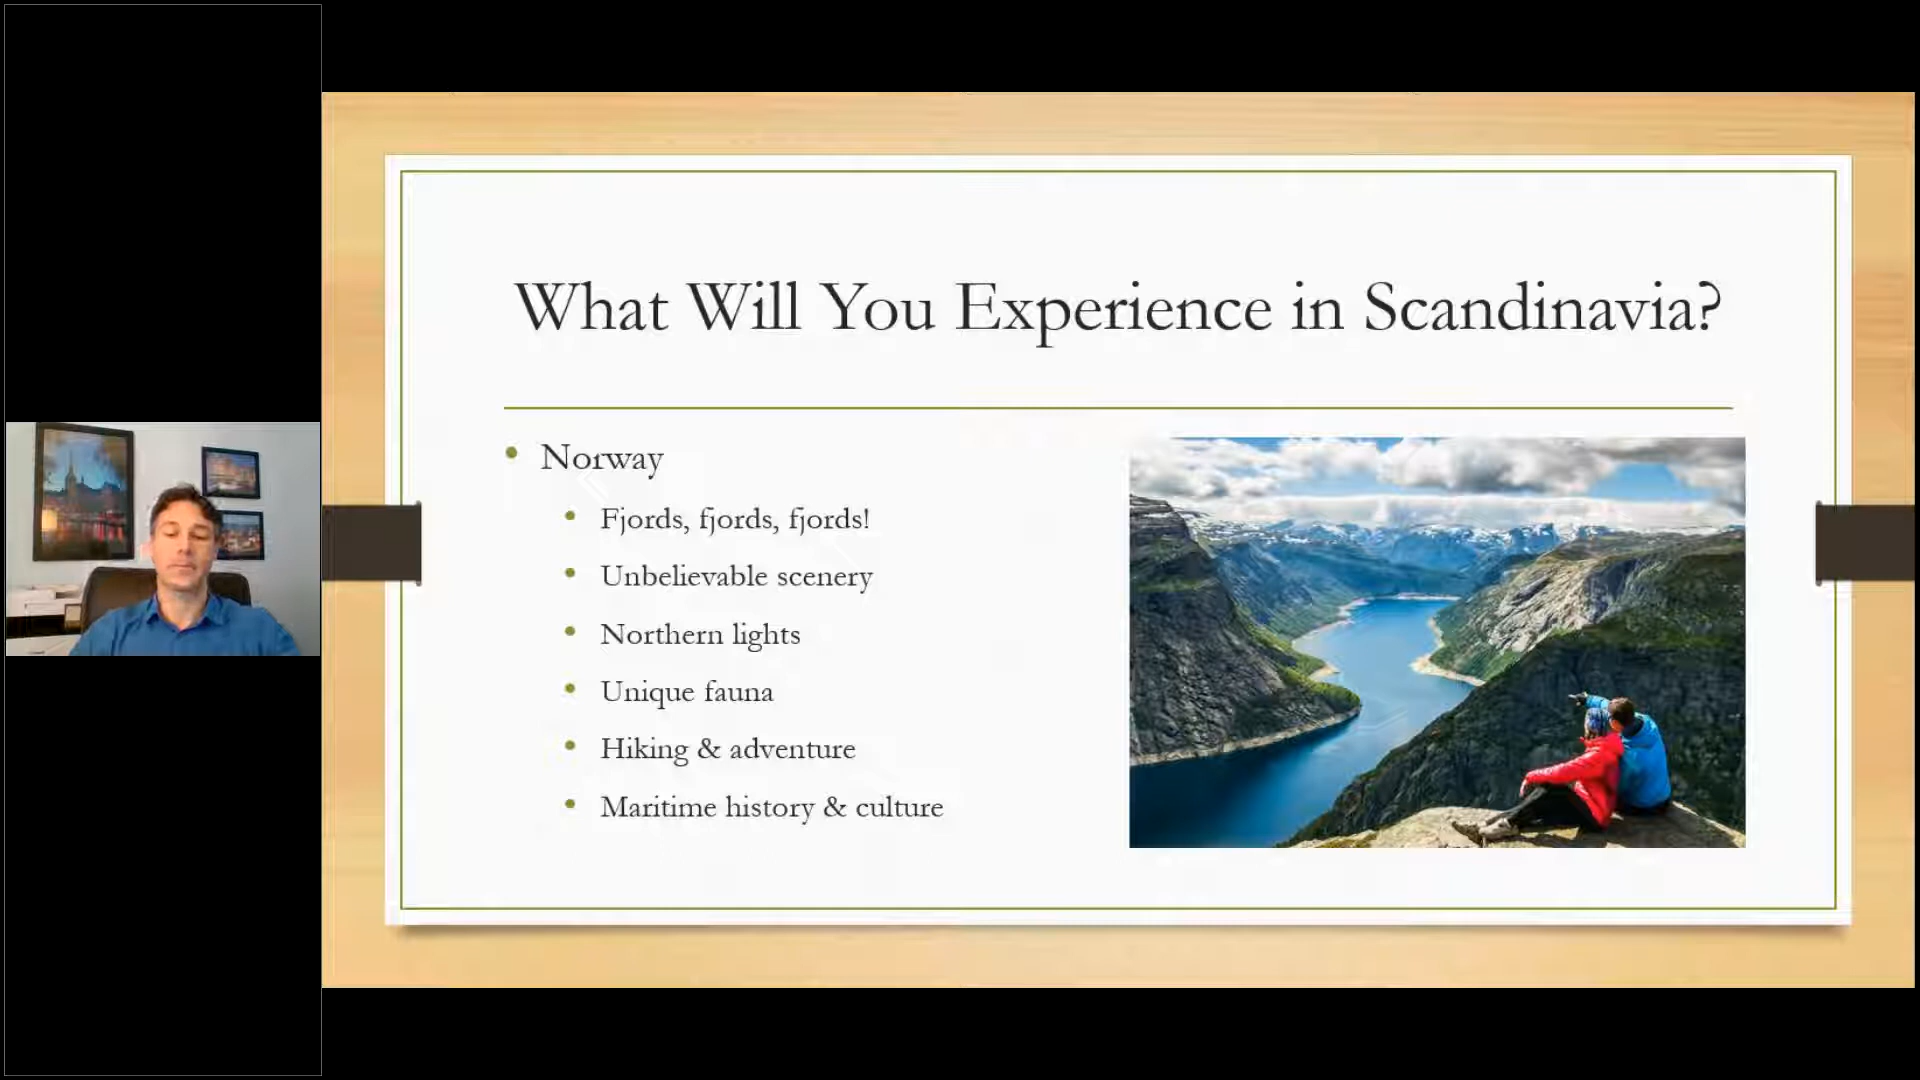 What Will You Experience in Scandinavia?
• Norway
• Fjords, fjords, fjords!
• Unbelievable scenery
• Northern lights
• Unique fauna
• Hiking & adventure
• Maritime history & culture